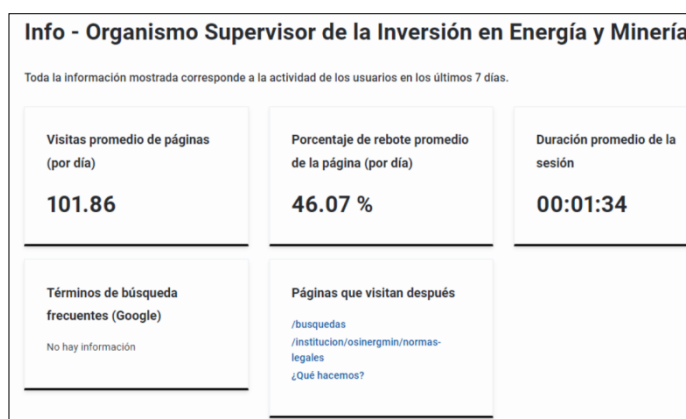 Info - Organismo Supervisor de la Inversión en Energía y Minería
Toda la información mostrada corresponde a la actividad de los usuarios en los últimos 7 días.
Visitas promedio de páginas
(por día)
101.86
Porcentaje de rebote promedio
de la página (por día)
46.07 %
Duración promedio de la
sesión
00:01:34
Términos de búsqueda
frecuentes (Google)
No hay información
Páginas que visitan después
/busquedas
/institucion/osinergmin/normas-
legales
¿Qué hacemos?